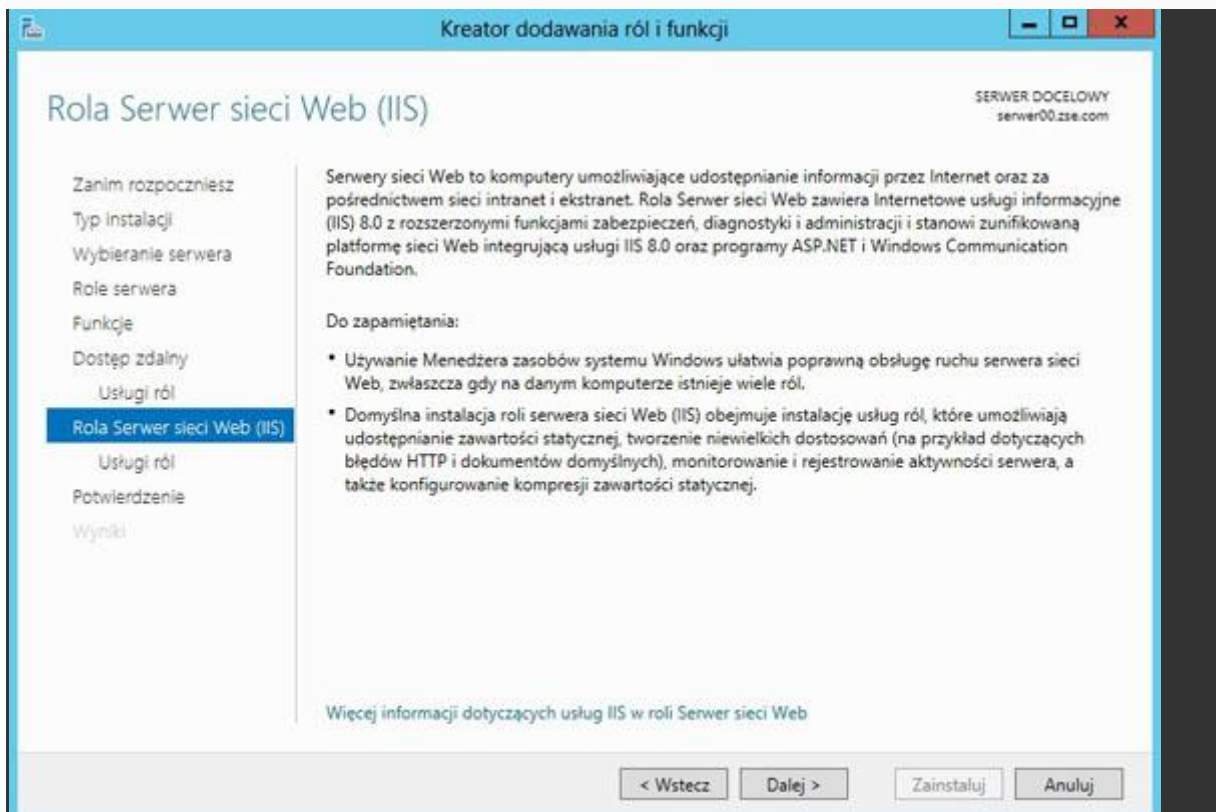 Kreator dodawania ról i funkcji
Rola Serwer sieci Web (IIS)
SERWER DOCELOWY
serwer00.zse.com
Zanim rozpoczniesz
Typ instalacji
Wybieranie serwera
Role serwera
Funkcje
Dostęp zdalny
Usługi ról
Rola Serwer sieci Web (IIS)
Usługi ról
Potwierdzenie
Wyniki
Serwery sieci Web to komputery umożliwiające udostępnianie informacji przez Internet oraz za
pośrednictwem sieci intranet i ekstranet. Rola Serwer sieci Web zawiera Internetowe usługi informacyjne
(IIS) 8.0 z rozszerzonymi funkcjami zabezpieczeń, diagnostyki i administracji i stanowi zunifikowaną
platformę sieci Web integrującą usługi IIS 8.0 oraz programy ASP.NET i Windows Communication
Foundation.
Do zapamiętania:
• Używanie Menedżera zasobów systemu Windows ułatwia poprawną obsługę ruchu serwera sieci
Web, zwłaszcza gdy na danym komputerze istnieje wiele ról.
• Domyślna instalacja roli serwera sieci Web (IIS) obejmuje instalację usług ról, które umożliwiają
udostępnianie zawartości statycznej, tworzenie niewielkich dostosowań (na przykład dotyczących
błędów HTTP i dokumentów domyślnych), monitorowanie i rejestrowanie aktywności serwera, a
także konfigurowanie kompresji zawartości statycznej.
Więcej informacji dotyczących usług IIS w roli Serwer sieci Web
< Wstecz
Dalej >
Zainstaluj
Anuluj